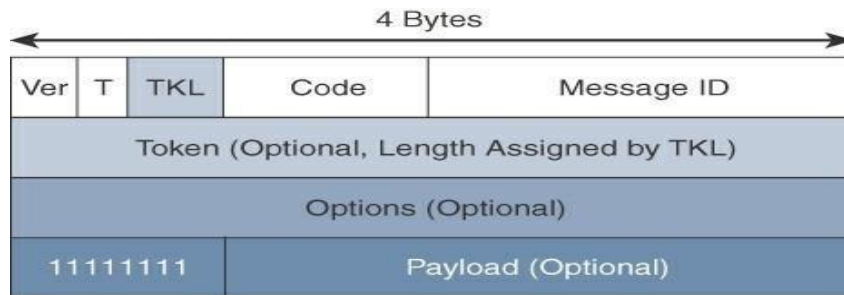 4 Bytes
Ver T TKL Code Message ID
Token (Optional, Length Assigned by TKL)
Options (Optional)
11111111 Payload (Optional)